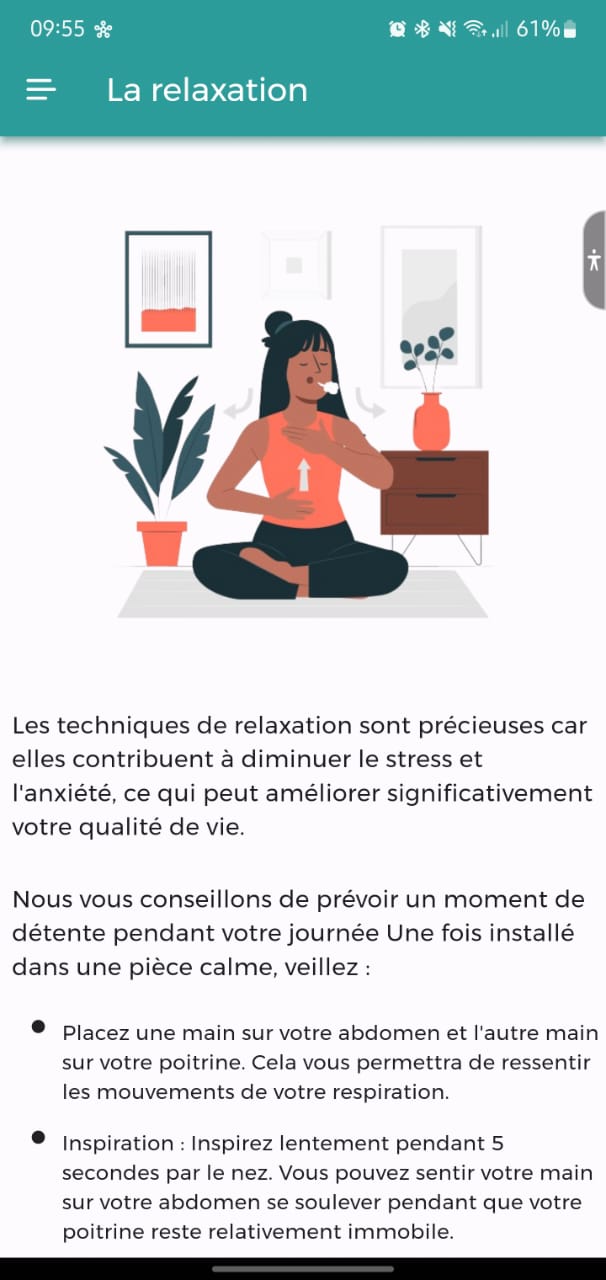 09:55
61%
La relaxation
Les techniques de relaxation sont précieuses car
elles contribuent à diminuer le stress et
l'anxiété, ce qui peut améliorer significativement
votre qualité de vie.
Nous vous conseillons de prévoir un moment de
détente pendant votre journée Une fois installé
dans une pièce calme, veillez :
Placez une main sur votre abdomen et l'autre main
sur votre poitrine. Cela vous permettra de ressentir
les mouvements de votre respiration.
Inspiration : Inspirez lentement pendant 5
secondes par le nez. Vous pouvez sentir votre main
sur votre abdomen se soulever pendant que votre
poitrine reste relativement immobile.